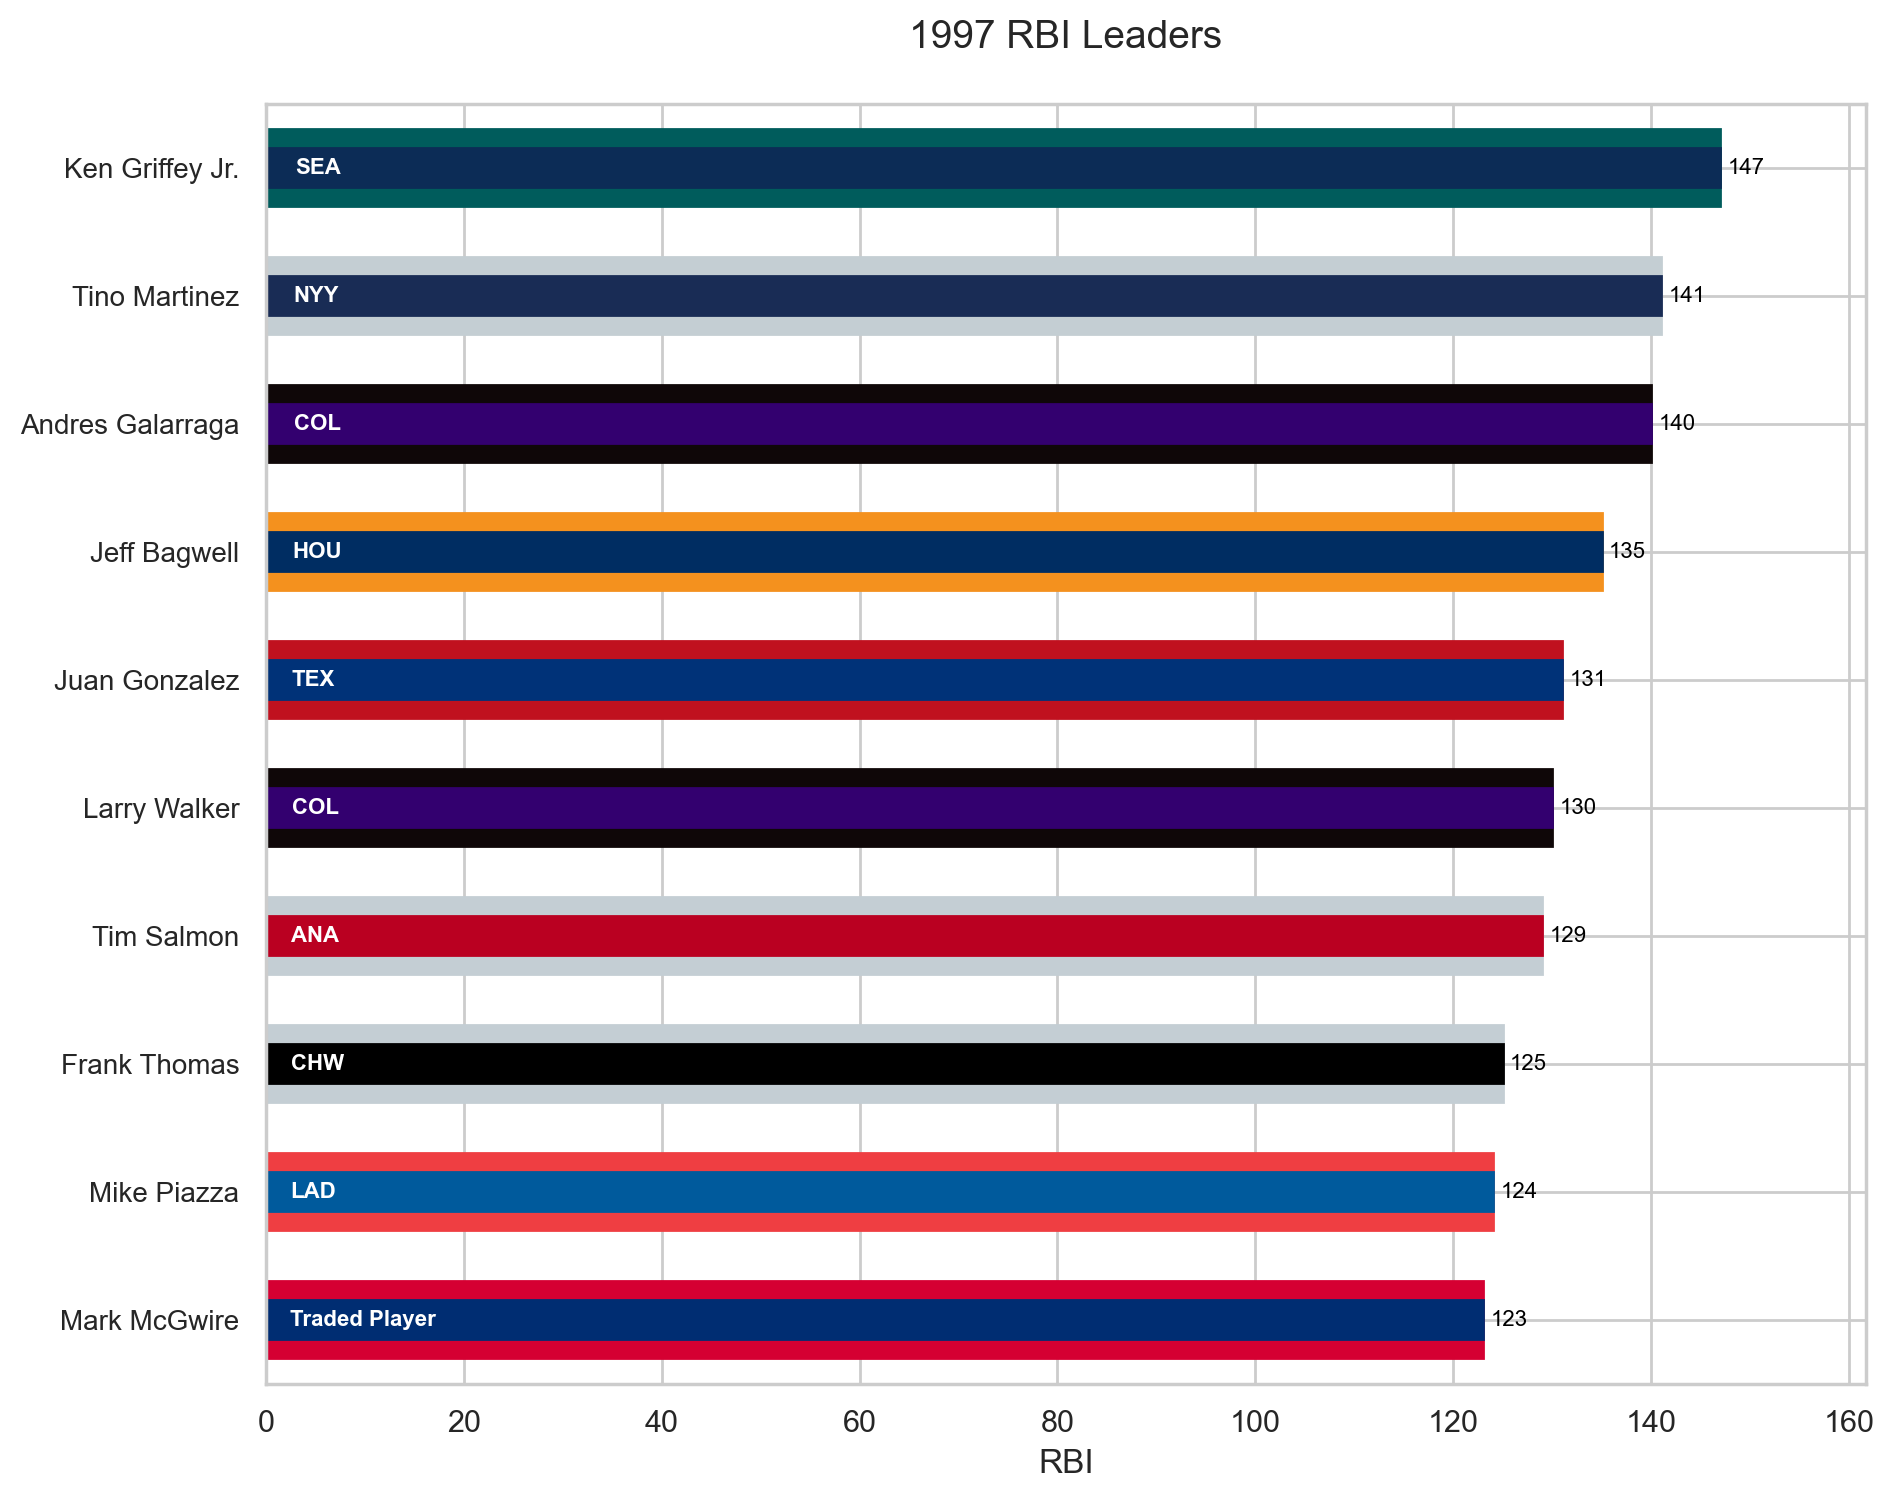 1997 RBI Leaders
Ken Griffey Jr. SEA 147
Tino Martinez NYY 141
Andres Galarraga COL 140
Jeff Bagwell HOU 135
Juan Gonzalez TEX 131
Larry Walker COL 130
Tim Salmon ANA 129
Frank Thomas CHW 125
Mike Piazza LAD 124
Mark McGwire Traded Player 123
0 20 40 60 80 100 120 140 160
RBI